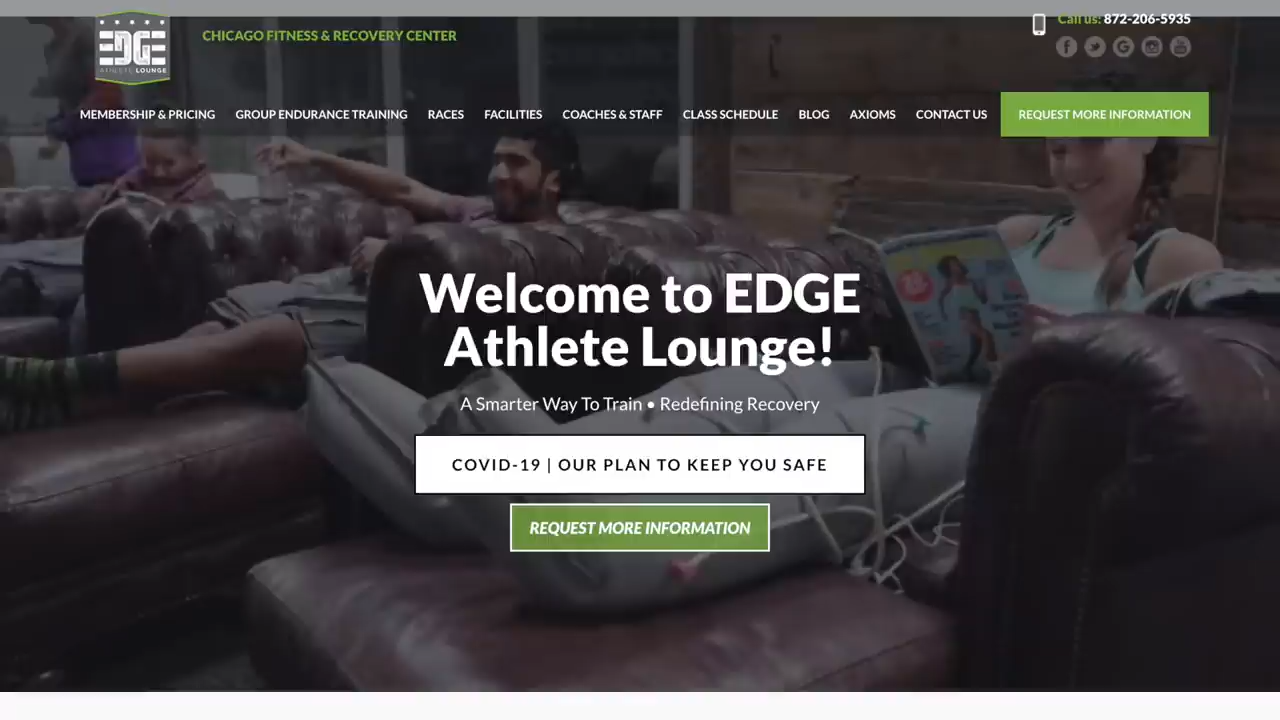 EDGE
ATHLETE LOUNGE
CHICAGO FITNESS & RECOVERY CENTER
Call us: 872-206-5935
MEMBERSHIP & PRICING GROUP ENDURANCE TRAINING RACES FACILITIES COACHES & STAFF CLASS SCHEDULE BLOG AXIOMS CONTACT US REQUEST MORE INFORMATION
Welcome to EDGE
Athlete Lounge!
A Smarter Way To Train • Redefining Recovery
COVID-19 | OUR PLAN TO KEEP YOU SAFE
REQUEST MORE INFORMATION